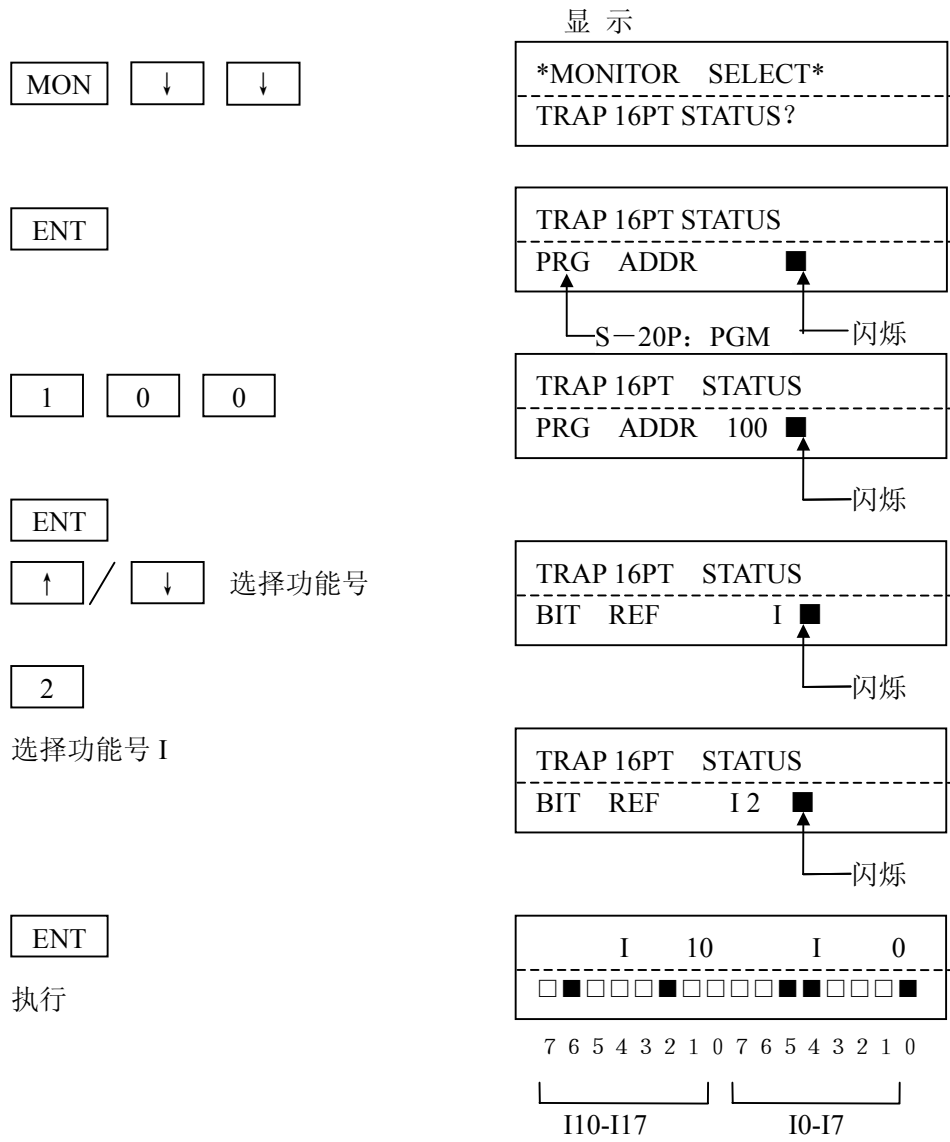 显 示
MON ↓ ↓
*MONITOR SELECT*
TRAP 16PT STATUS?
ENT
TRAP 16PT STATUS
PRG ADDR ■
S－20P：PGM
闪烁
1 0 0
TRAP 16PT STATUS
PRG ADDR 100 ■
闪烁
ENT
↑ / ↓ 选择功能号
TRAP 16PT STATUS
BIT REF I ■
闪烁
2
选择功能号 I
TRAP 16PT STATUS
BIT REF I 2 ■
闪烁
ENT
执行
I 10 I 0
□■□□□■□□□□■■□□□■
7 6 5 4 3 2 1 0 7 6 5 4 3 2 1 0
I10-I17 I0-I7